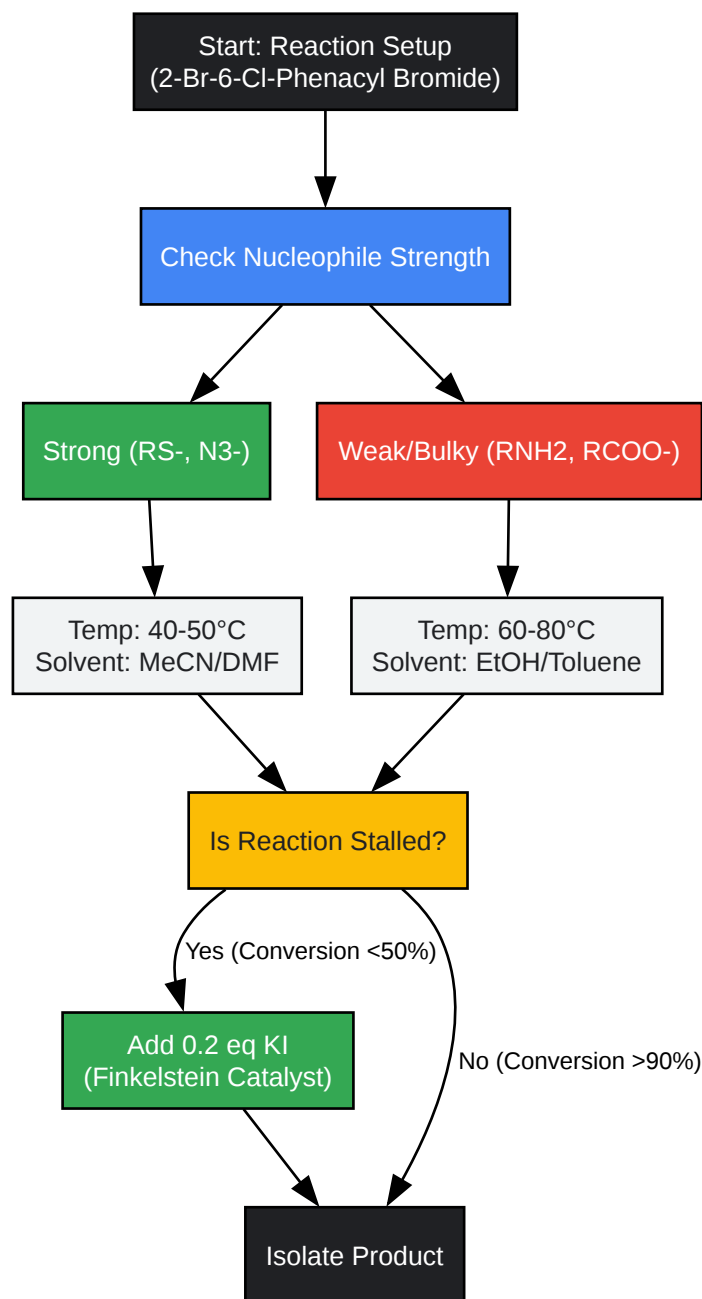 Start: Reaction Setup
(2-Br-6-Cl-Phenacyl Bromide)
Check Nucleophile Strength
Strong (RS-, N3-)
Weak/Bulky (RNH2, RCOO-)
Temp: 40-50°C
Solvent: MeCN/DMF
Temp: 60-80°C
Solvent: EtOH/Toluene
Is Reaction Stalled?
Yes (Conversion <50%)
Add 0.2 eq KI
(Finkelstein Catalyst)
No (Conversion >90%)
Isolate Product